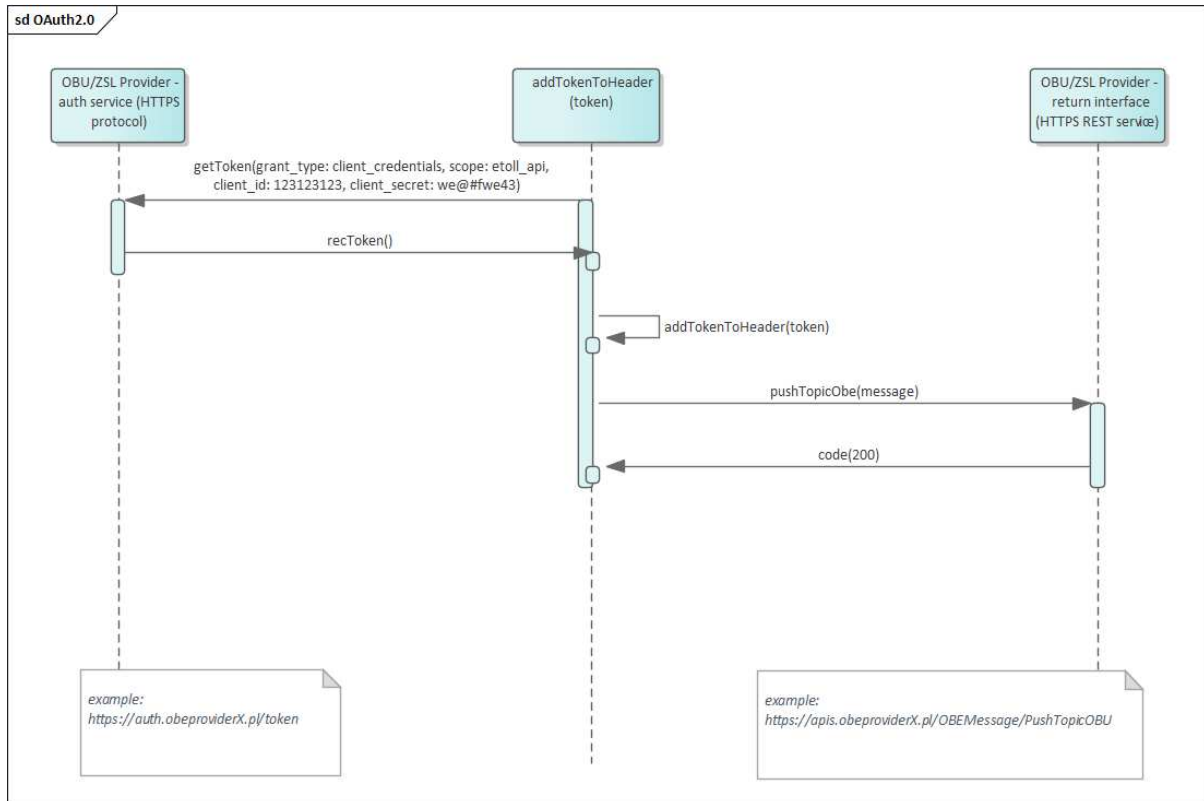 sd OAuth2.0
OBU/ZSL Provider -
auth service (HTTPS
protocol)
addTokenToHeader
(token)
OBU/ZSL Provider -
return interface
(HTTPS REST service)
getToken(grant_type: client_credentials, scope: etoll_api,
client_id: 123123123, client_secret: we@#fwe43)
recToken()
addTokenToHeader(token)
pushTopicObe(message)
code(200)
example:
https://auth.obeproviderX.pl/token
example:
https://apis.obeproviderX.pl/OBEMessage/PushTopicOBU